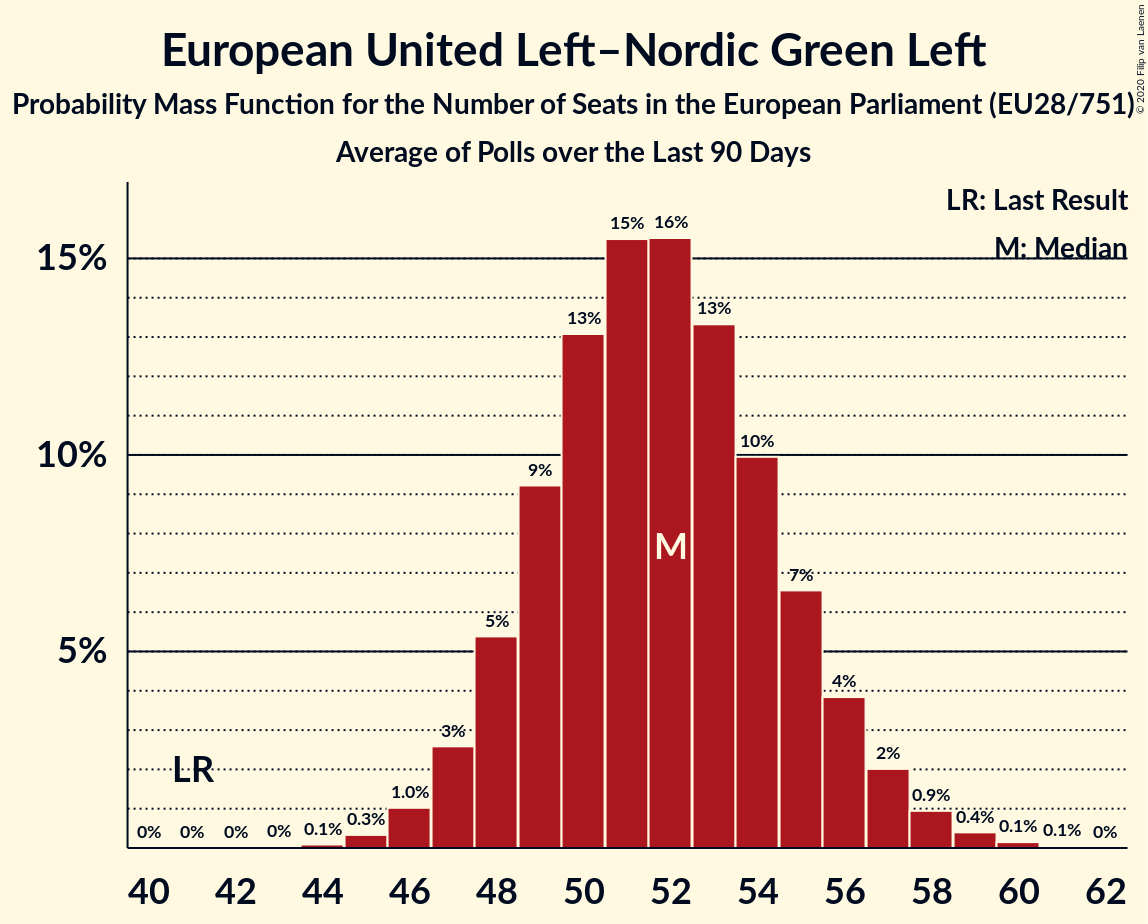 European United Left–Nordic Green Left
Probability Mass Function for the Number of Seats in the European Parliament (EU28/751)
Average of Polls over the Last 90 Days
© 2020 Filip van Laenen
LR: Last Result
M: Median
15%
10%
5%
0% 0% 0% 0% 0.1% 0.3% 1.0% 3% 5% 9% 13% 15% 16% 13% 10% 7% 4% 2% 0.9% 0.4% 0.1% 0.1% 0%
LR
M
40 42 44 46 48 50 52 54 56 58 60 62